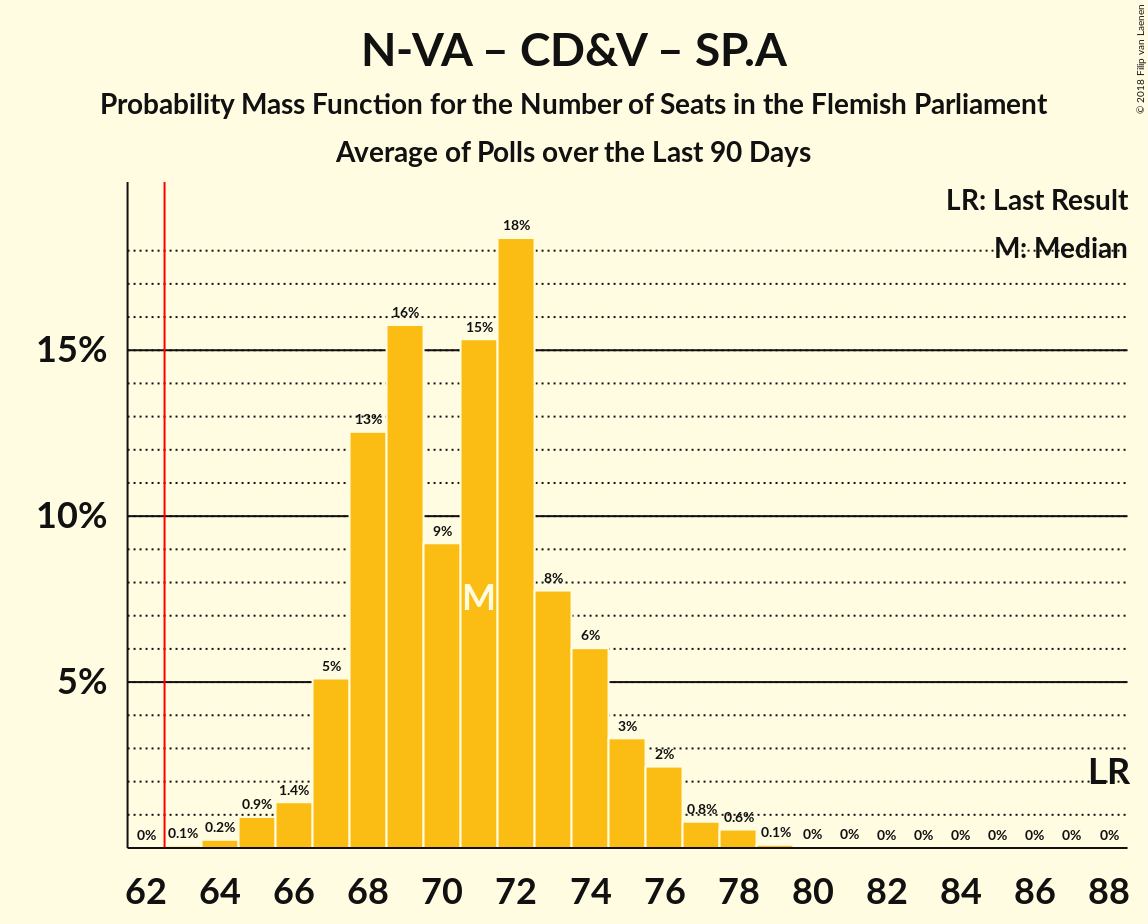 N-VA – CD&V – SP.A
Probability Mass Function for the Number of Seats in the Flemish Parliament
Average of Polls over the Last 90 Days
© 2018 Filip van Laenen
LR: Last Result
M: Median
18%
16%
15%
15%
13%
10%
9%
8%
M
6%
5%
5%
3%
2%
LR
1.4%
0.9%
0.8%
0.6%
0% 0.1% 0.2% 0.1% 0% 0% 0% 0% 0% 0% 0% 0% 0%
62 64 66 68 70 72 74 76 78 80 82 84 86 88